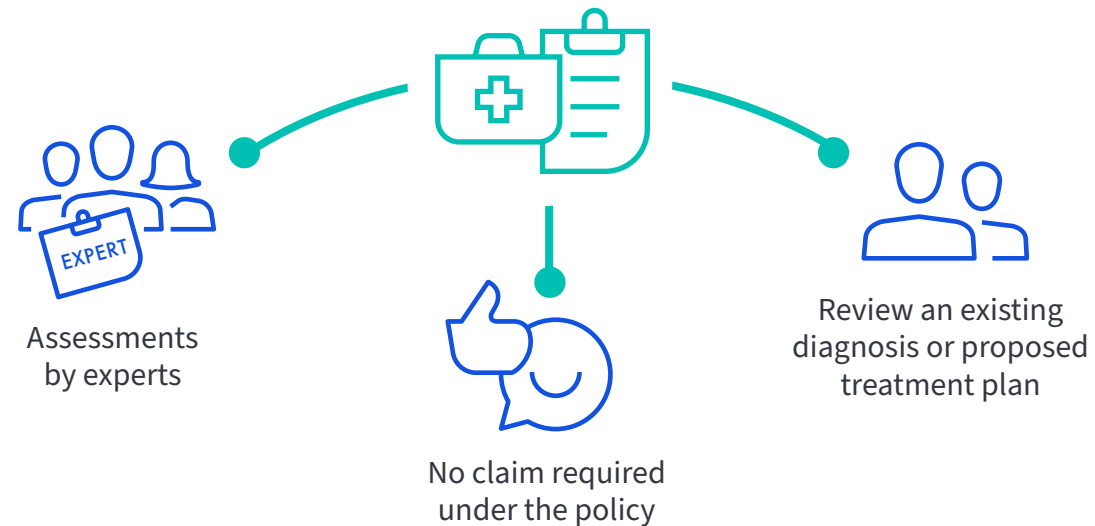 EXPERT
Assessments
by experts
No claim required
under the policy
Review an existing
diagnosis or proposed
treatment plan